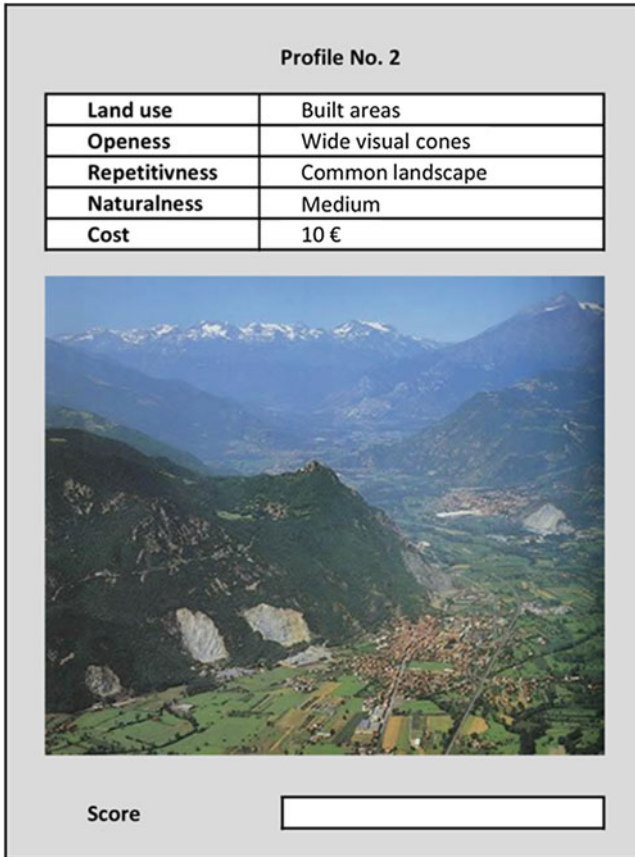 Profile No. 2
Land use Built areas
Openess Wide visual cones
Repetitivness Common landscape
Naturalness Medium
Cost 10 €
Score